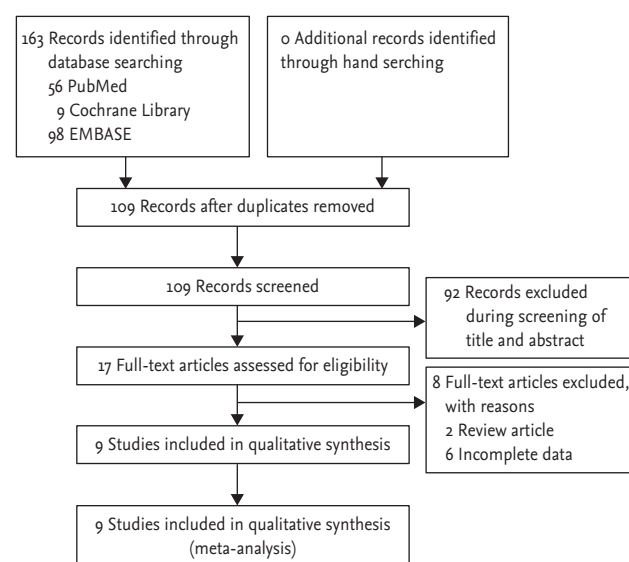 163 Records identified through
database searching
56 PubMed
9 Cochrane Library
98 EMBASE
0 Additional records identified
through hand serching
109 Records after duplicates removed
109 Records screened
92 Records excluded
during screening of
title and abstract
17 Full-text articles assessed for eligibility
8 Full-text articles excluded,
with reasons
2 Review article
6 Incomplete data
9 Studies included in qualitative synthesis
9 Studies included in qualitative synthesis
(meta-analysis)